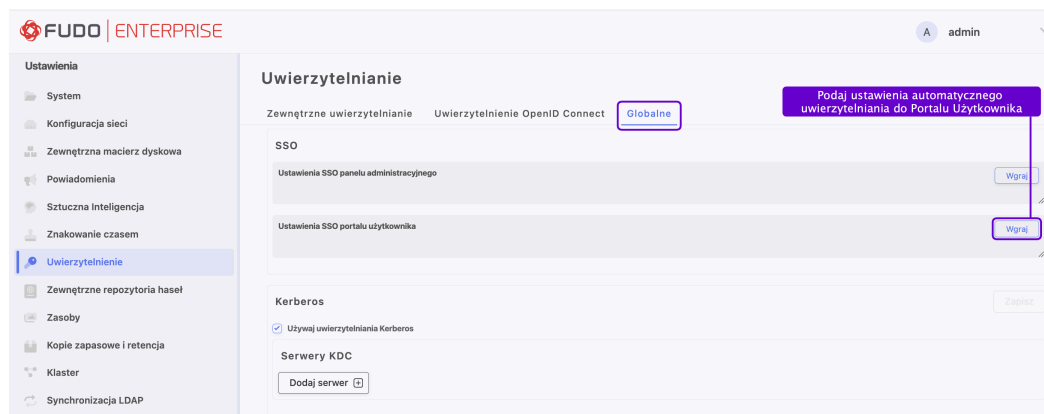 FUDO ENTERPRISE
A admin
Ustawienia
System
Konfiguracja sieci
Zewnętrzna macierz dyskowa
Powiadomienia
Sztuczna Inteligencja
Znakowanie czasem
Uwierzytelnienie
Zewnętrzne repozytoria haseł
Zasoby
Kopie zapasowe i retencja
Klaster
Synchronizacja LDAP
Uwierzytelnianie
Podaj ustawienia automatycznego
uwierzytelniania do Portalu Użytkownika
Zewnętrzne uwierzytelnianie Uwierzytelnienie OpenID Connect Globalne
SSO
Ustawienia SSO panelu administracyjnego
Wgraj
Ustawienia SSO portalu użytkownika
Wgraj
Kerberos
Zapisz
Używaj uwierzytelniania Kerberos
Serwery KDC
Dodaj serwer